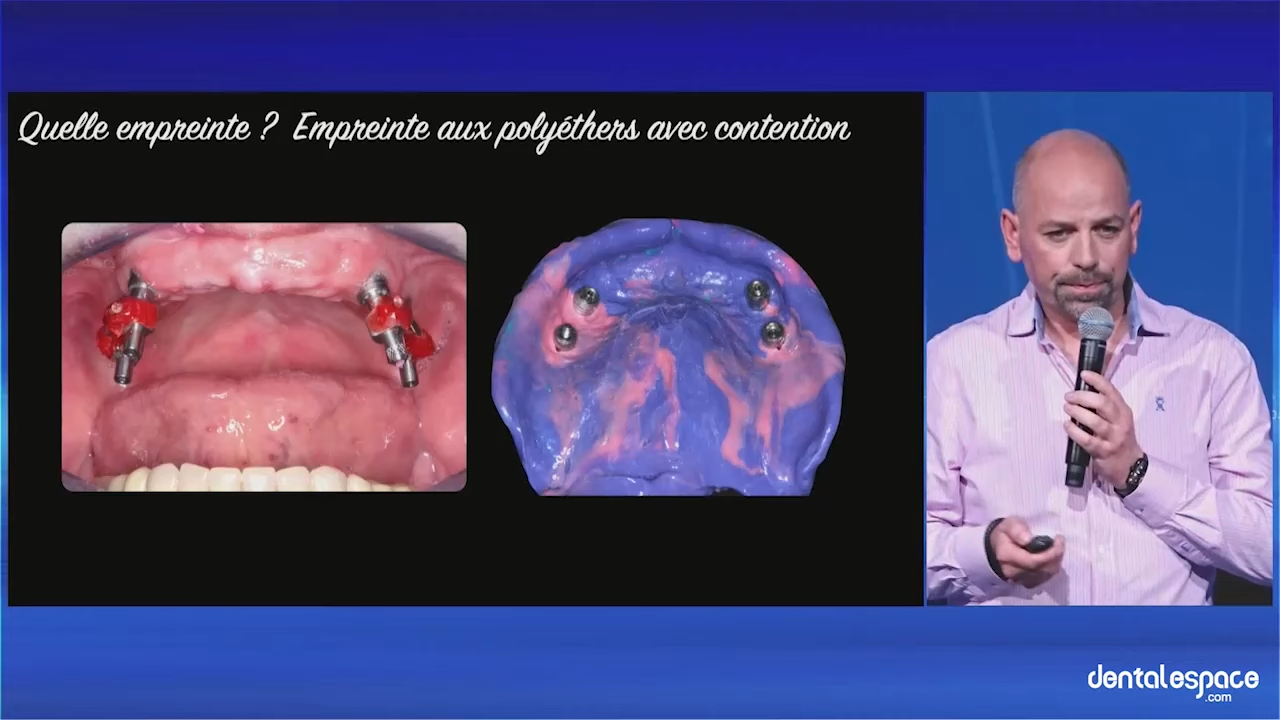 Quelle empreinte ? Empreinte aux polyéthers avec contention
dentalespace
.com